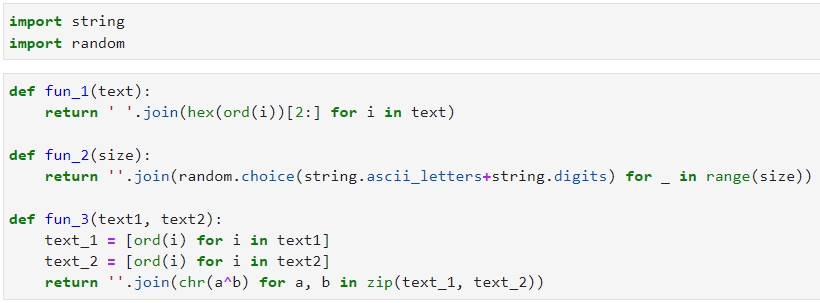 import string
import random
def fun_1(text):
    return ' '.join(hex(ord(i))[2:] for i in text)
def fun_2(size):
    return ''.join(random.choice(string.ascii_letters+string.digits) for _ in range(size))
def fun_3(text1, text2):
    text_1 = [ord(i) for i in text1]
    text_2 = [ord(i) for i in text2]
    return ''.join(chr(a^b) for a, b in zip(text_1, text_2))